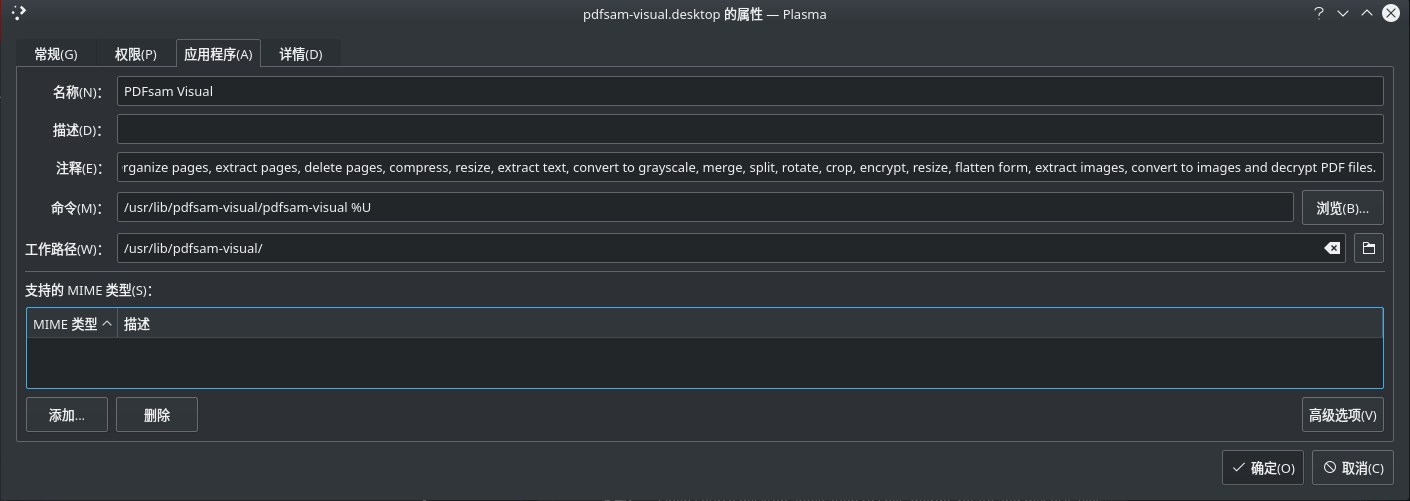 pdfsam-visual.desktop 的属性 — Plasma
常规(G) 权限(P) 应用程序(A) 详情(D)
名称(N)： PDFsam Visual
描述(D)：
注释(E)： rganize pages, extract pages, delete pages, compress, resize, extract text, convert to grayscale, merge, split, rotate, crop, encrypt, resize, flatten form, extract images, convert to images and decrypt PDF files.
命令(M)： /usr/lib/pdfsam-visual/pdfsam-visual %U 浏览(B)...
工作路径(W)： /usr/lib/pdfsam-visual/
支持的 MIME 类型(S)：
MIME 类型 描述
添加... 删除 高级选项(V)
确定(O) 取消(C)